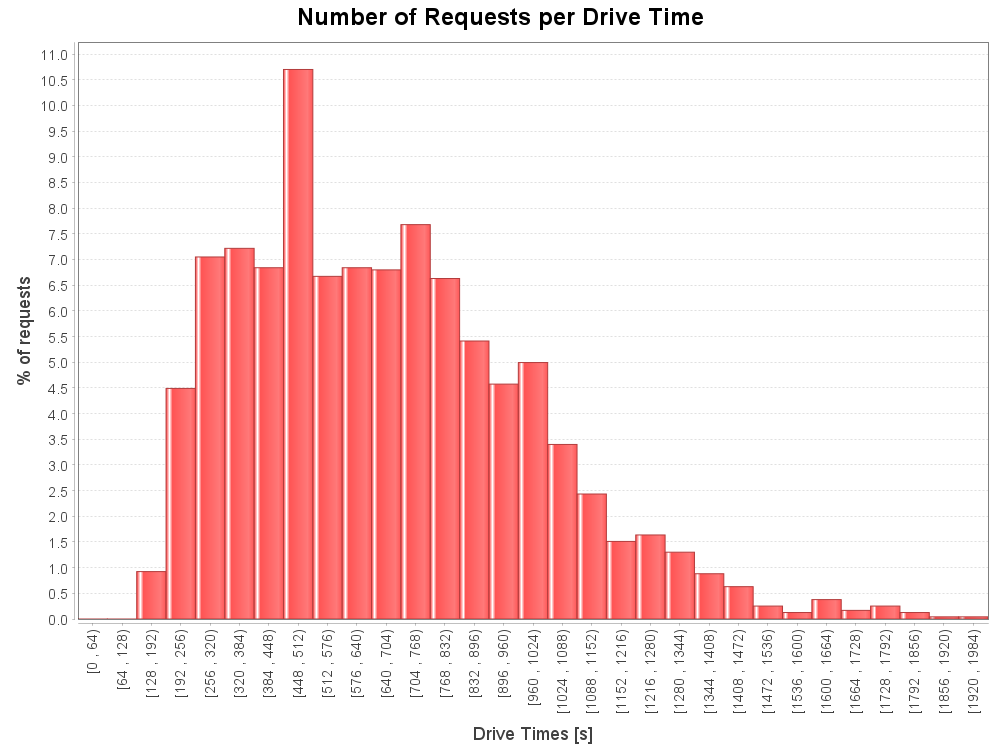 Number of Requests per Drive Time
11.0
10.5
10.0
9.5
9.0
8.5
8.0
7.5
7.0
6.5
6.0
5.5
5.0
4.5
4.0
3.5
3.0
2.5
2.0
1.5
1.0
0.5
0.0
% of requests
[0 , 64)
[64 , 128)
[128 , 192)
[192 , 256)
[256 , 320)
[320 , 384)
[384 , 448)
[448 , 512)
[512 , 576)
[576 , 640)
[640 , 704)
[704 , 768)
[768 , 832)
[832 , 896)
[896 , 960)
[960 , 1024)
[1024 , 1088)
[1088 , 1152)
[1152 , 1216)
[1216 , 1280)
[1280 , 1344)
[1344 , 1408)
[1408 , 1472)
[1472 , 1536)
[1536 , 1600)
[1600 , 1664)
[1664 , 1728)
[1728 , 1792)
[1792 , 1856)
[1856 , 1920)
[1920 , 1984)
Drive Times [s]